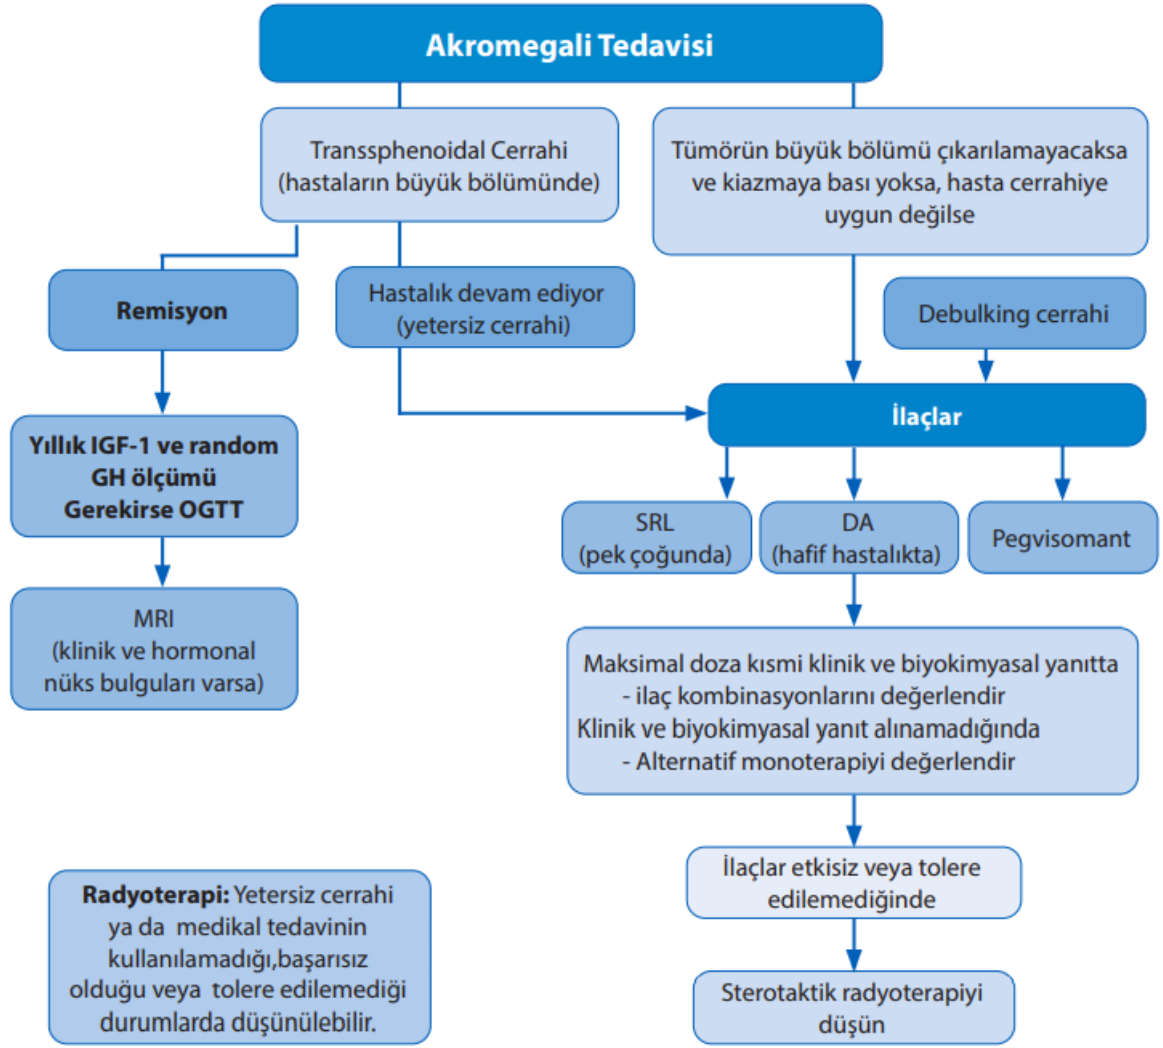 Akromegali Tedavisi
Transsphenoidal Cerrahi
(hastaların büyük bölümünde)
Tümörün büyük bölümü çıkarılamayacaksa
ve kiazmaya bası yoksa, hasta cerrahiye
uygun değilse
Remisyon
Hastalık devam ediyor
(yetersiz cerrahi)
Debulking cerrahi
İlaçlar
Yıllık IGF-1 ve random
GH ölçümü
Gerekirse OGTT
SRL
(pek çoğunda)
DA
(hafif hastalıkta)
Pegvisomant
MRI
(klinik ve hormonal
nüks bulguları varsa)
Maksimal doza kısmi klinik ve biyokimyasal yanıtta
- ilaç kombinasyonlarını değerlendir
Klinik ve biyokimyasal yanıt alınamadığında
- Alternatif monoterapiyi değerlendir
İlaçlar etkisiz veya tolere
edilemediğinde
Radyoterapi: Yetersiz cerrahi
ya da medikal tedavinin
kullanılamadığı,başarısız
olduğu veya tolere edilemediği
durumlarda düşünülebilir.
Sterotaktik radyoterapiyi
düşün